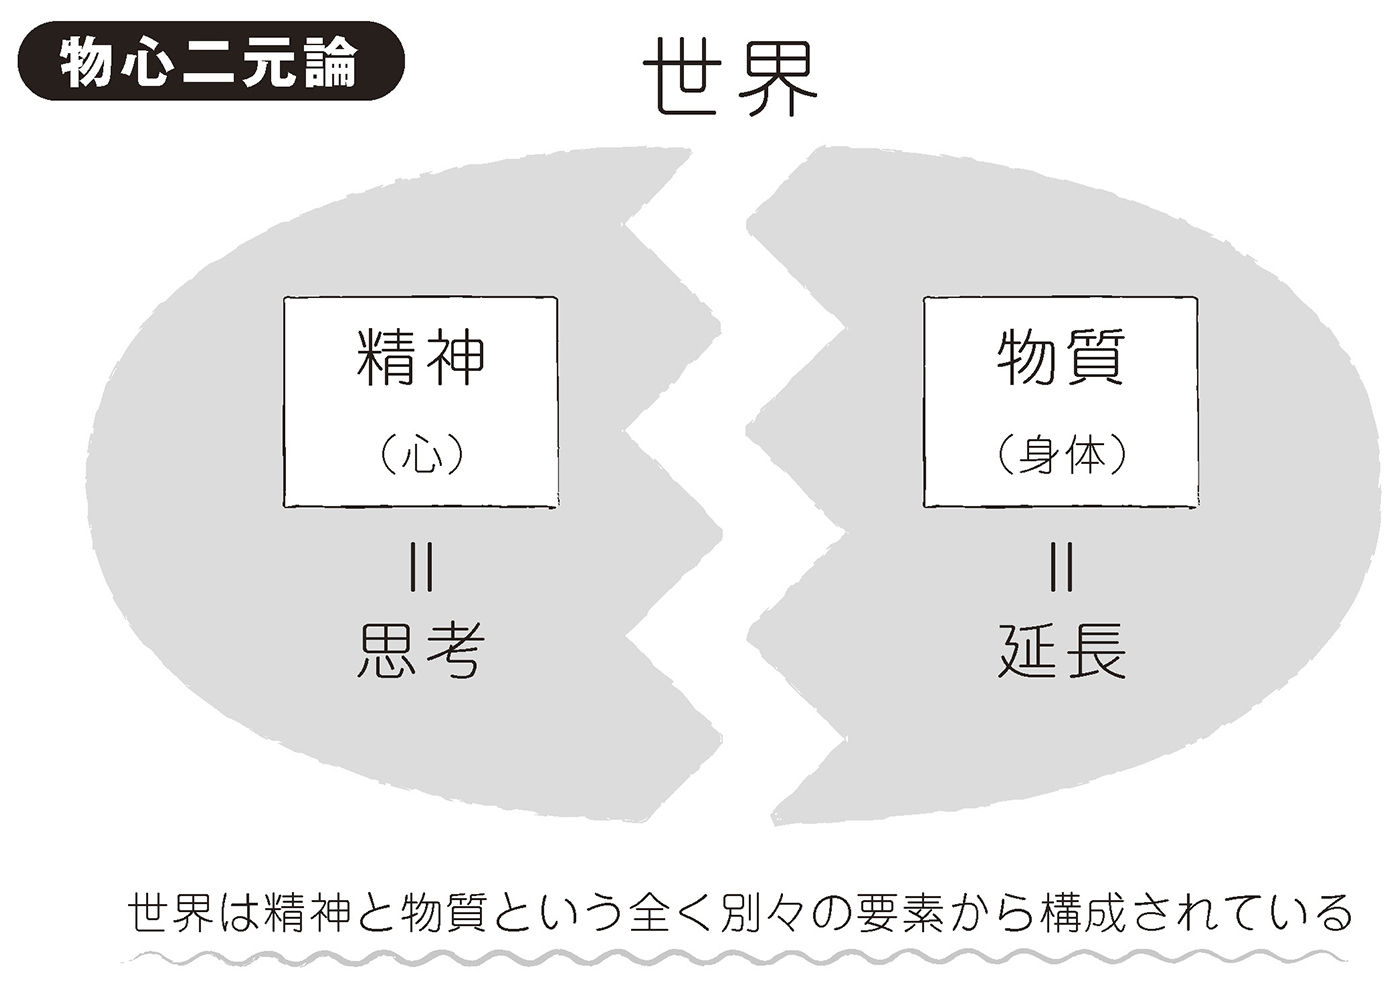 物心二元論
世界
精神
（心）
＝
思考
物質
（身体）
＝
延長
世界は精神と物質という全く別々の要素から構成されている